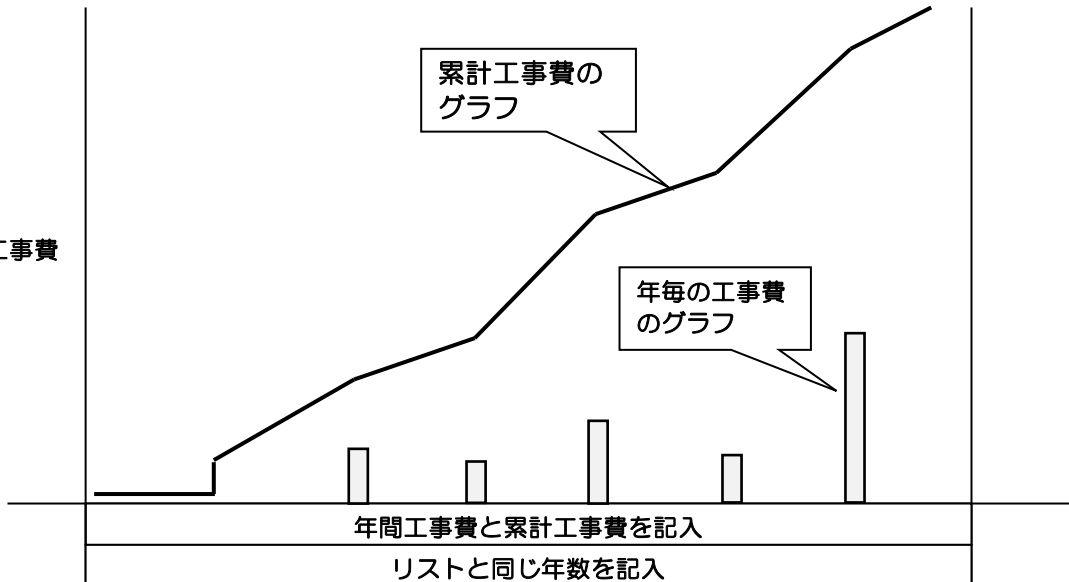 累計工事費の
グラフ
工事費
年毎の工事費
のグラフ
年間工事費と累計工事費を記入
リストと同じ年数を記入